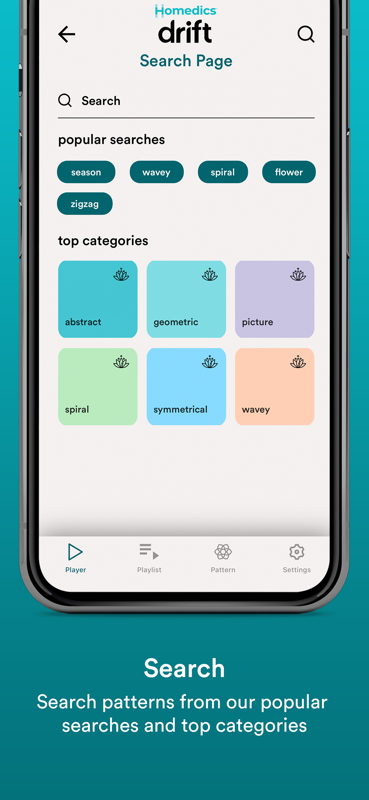 Homedics
drift
Search Page
Search
popular searches
season wavey spiral flower
zigzag
top categories
abstract geometric picture
spiral symmetrical wavey
Player Playlist Pattern Settings
Search
Search patterns from our popular
searches and top categories